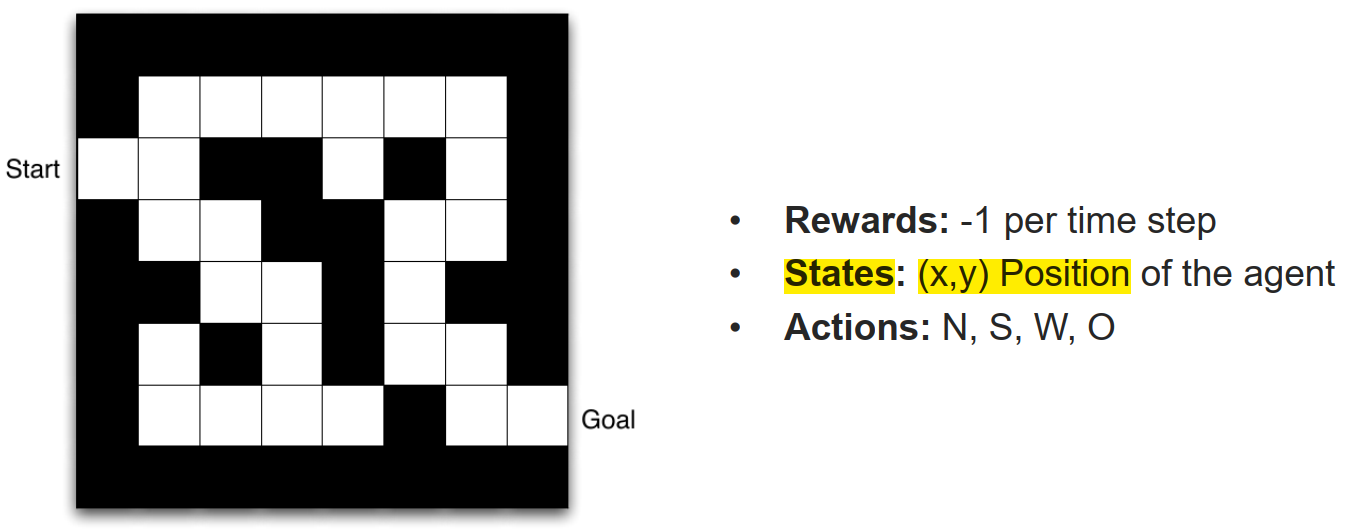 Start
Goal
• Rewards: -1 per time step
• States: (x,y) Position of the agent
• Actions: N, S, W, O